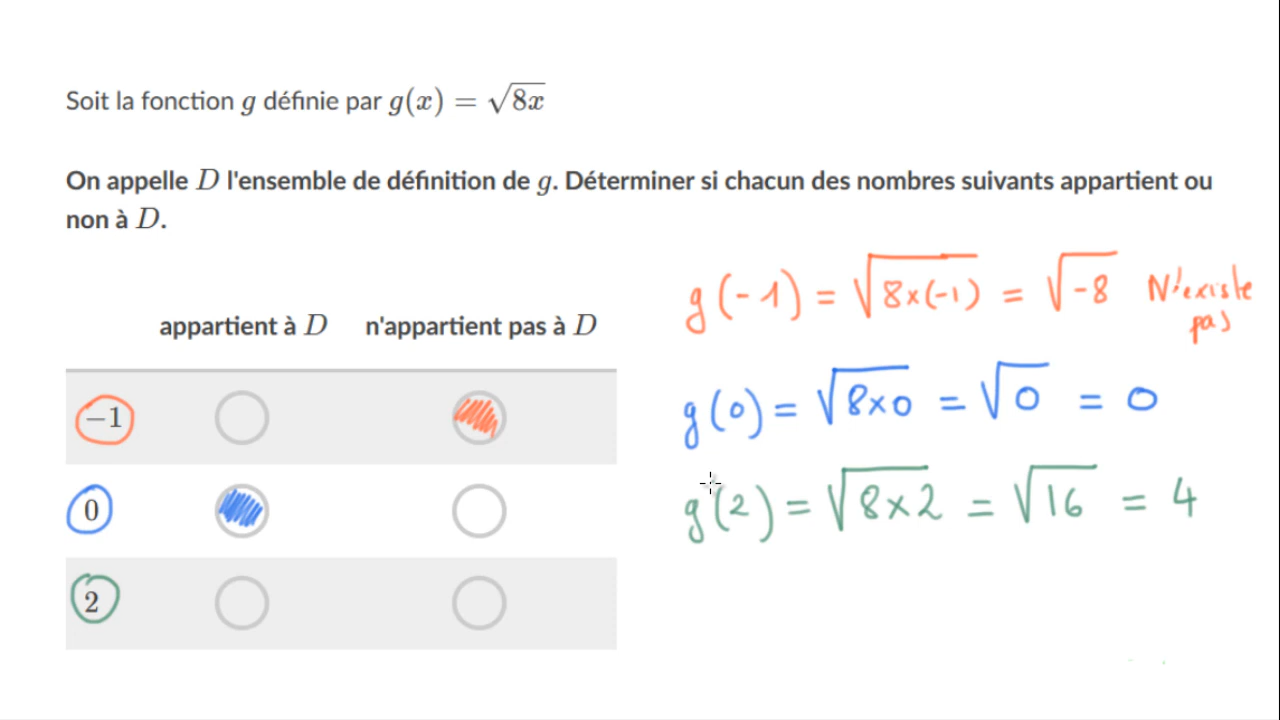 Soit la fonction g définie par g(x) = √8x
On appelle D l'ensemble de définition de g. Déterminer si chacun des nombres suivants appartient ou
non à D.
appartient à D n'appartient pas à D
−1
0
2
g(-1) = √8×(-1) = √-8 N'existe
pas
g(0) = √8×0 = √0 = 0
g(2) = √8×2 = √16 = 4